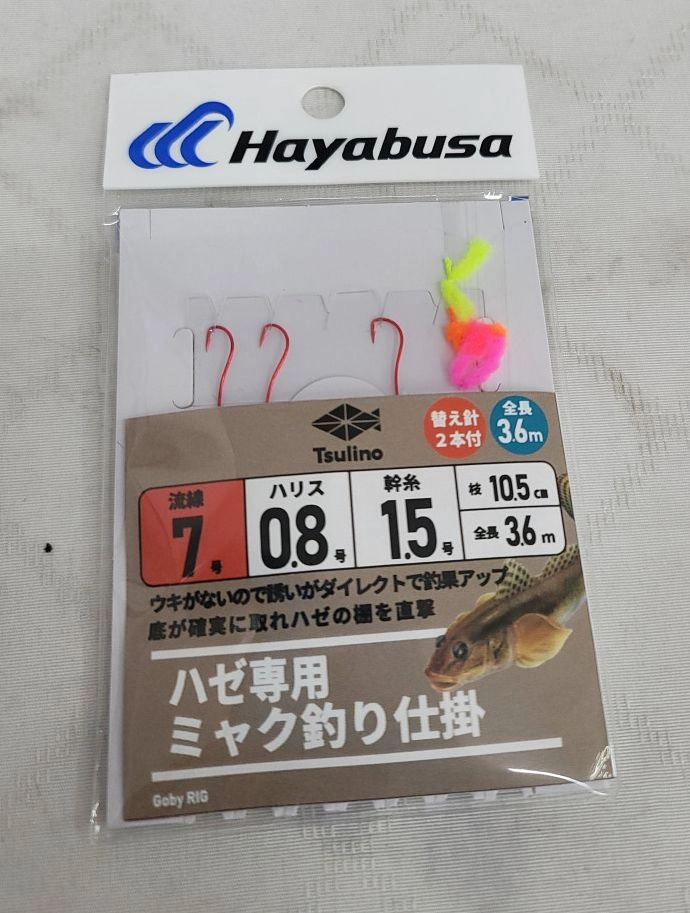 Hayabusa
Tsulino
替え針
2本付
全長
3.6m
流線
7号
ハリス
0.8号
幹糸
1.5号
枝 10.5cm
全長 3.6m
ウキがないので誘いがダイレクトで釣果アップ
底が確実に取れハゼの棚を直撃
ハゼ専用
ミャク釣り仕掛
Goby RIG